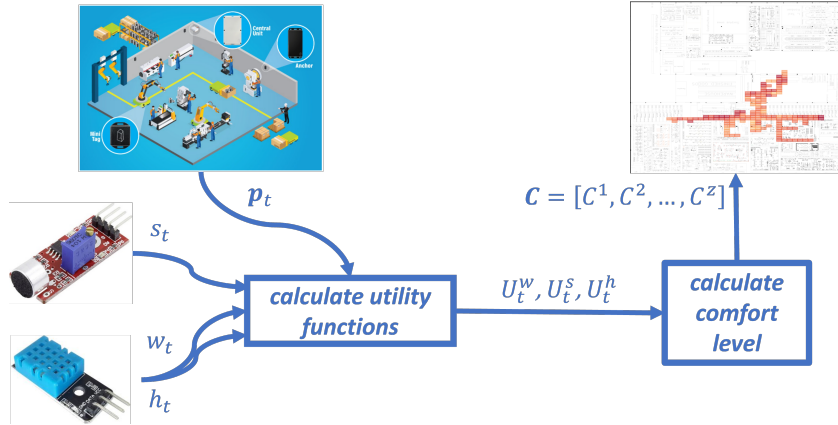 Central
Unit
Anchor
Mini
Tag
𝒑_t
𝑪 = [C^1, C^2, ..., C^z]
s_t
calculate utility
functions
U_t^w, U_t^s, U_t^h
calculate
comfort
level
w_t
h_t